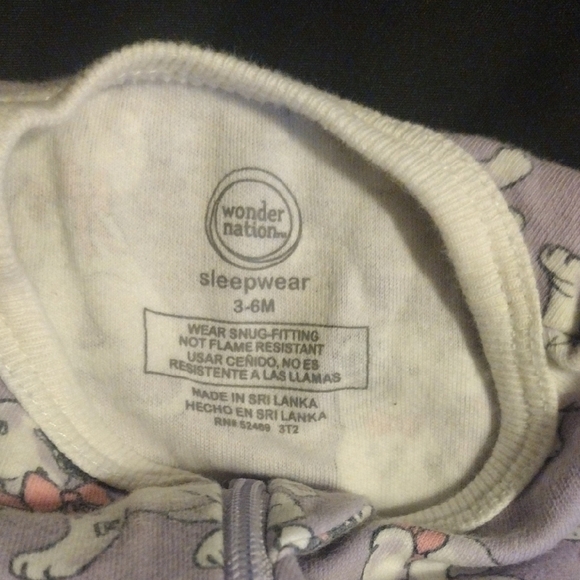 wonder
nation™
sleepwear
3-6M
WEAR SNUG-FITTING
NOT FLAME RESISTANT
USAR CEÑIDO, NO ES
RESISTENTE A LAS LLAMAS
MADE IN SRI LANKA
HECHO EN SRI LANKA
RN# 52469 3T2